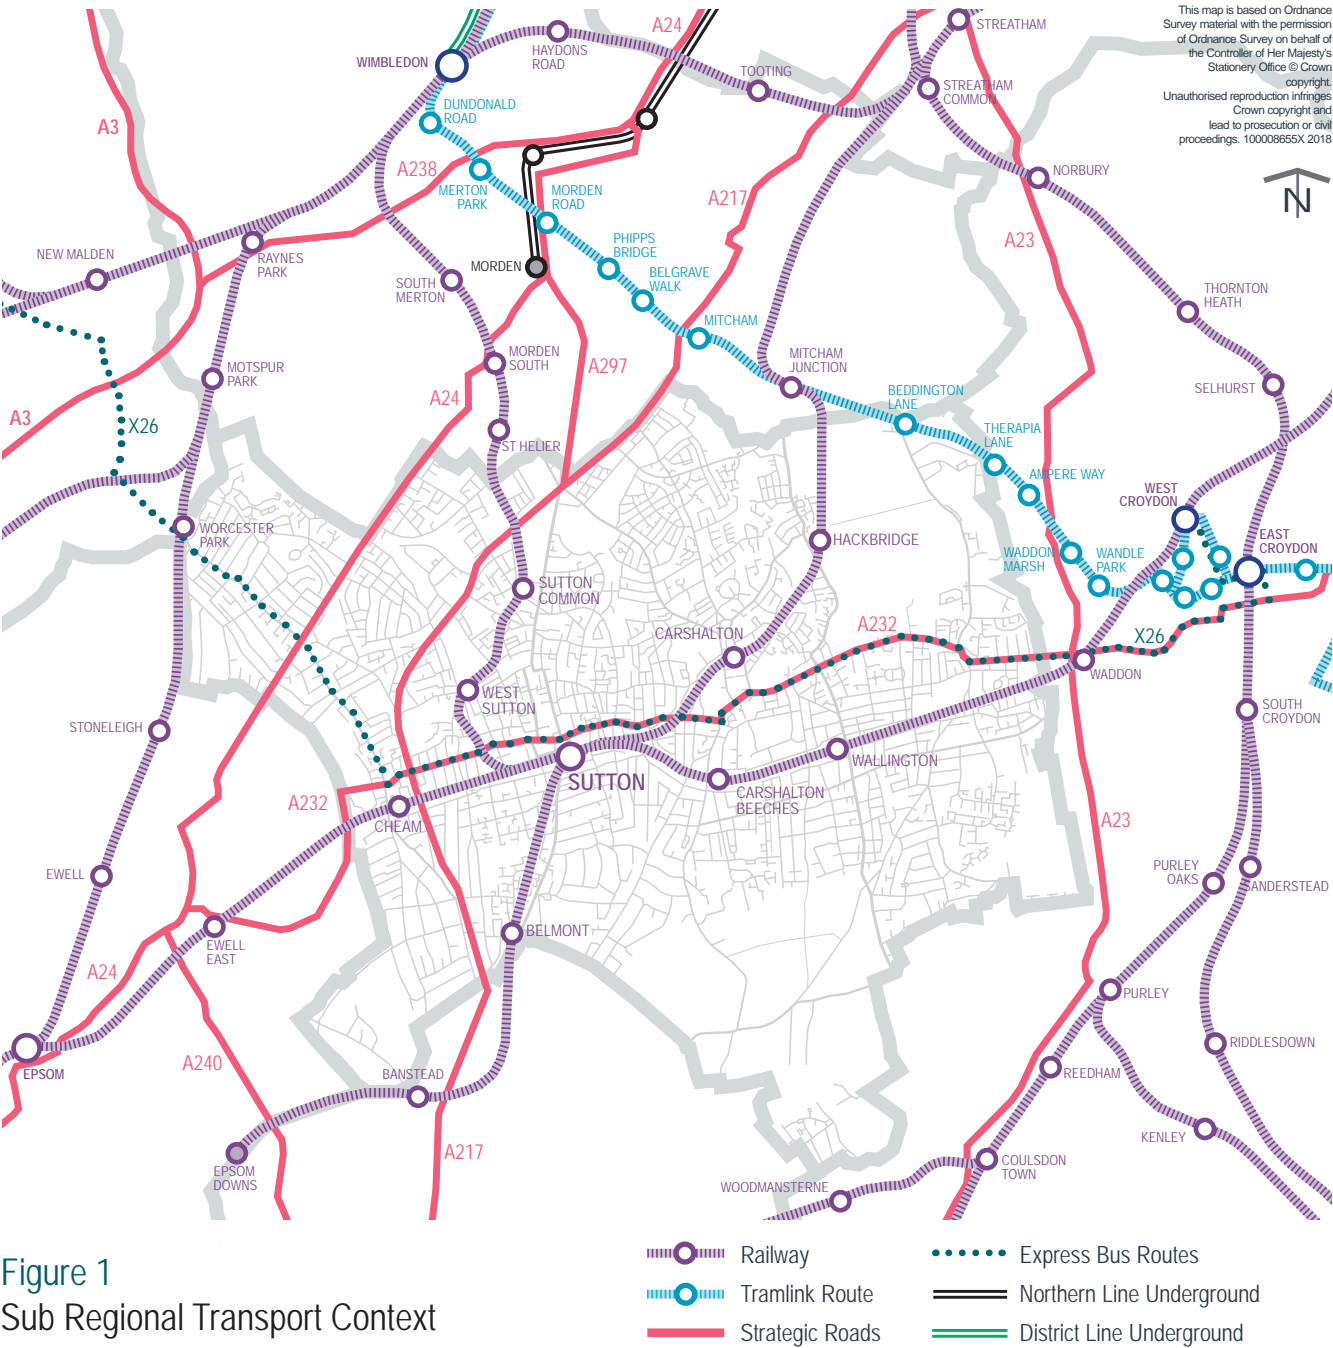 This map is based on Ordnance
Survey material with the permission
of Ordnance Survey on behalf of
the Controller of Her Majesty's
Stationery Office © Crown
copyright.
Unauthorised reproduction infringes
Crown copyright and
lead to prosecution or civil
proceedings. 100008655X 2018
N
STREATHAM
A24
HAYDONS
ROAD
WIMBLEDON
TOOTING
STREATHAM
COMMON
DUNDONALD
ROAD
A3
A238
MERTON
PARK
MORDEN
ROAD
A217
NORBURY
A23
PHIPPS
BRIDGE
NEW MALDEN
RAYNES
PARK
MORDEN
BELGRAVE
WALK
SOUTH
MERTON
THORNTON
HEATH
MITCHAM
MORDEN
SOUTH
MITCHAM
JUNCTION
A297
MOTSPUR
PARK
SELHURST
BEDDINGTON
LANE
A24
A3
X26
THERAPIA
LANE
ST HELIER
AMPERE WAY
WEST
CROYDON
WORCESTER
PARK
HACKBRIDGE
EAST
CROYDON
WADDON
MARSH
WANDLE
PARK
SUTTON
COMMON
A232
CARSHALTON
X26
WADDON
WEST
SUTTON
SOUTH
CROYDON
STONELEIGH
WALLINGTON
SUTTON
CARSHALTON
BEECHES
A232
CHEAM
A23
PURLEY
OAKS
SANDERSTEAD
EWELL
BELMONT
EWELL
EAST
A24
PURLEY
RIDDLESDOWN
A240
EPSOM
BANSTEAD
REEDHAM
KENLEY
A217
EPSOM
DOWNS
COULSDON
TOWN
WOODMANSTERNE
Figure 1
Sub Regional Transport Context
Railway
Tramlink Route
Strategic Roads
Express Bus Routes
Northern Line Underground
District Line Underground